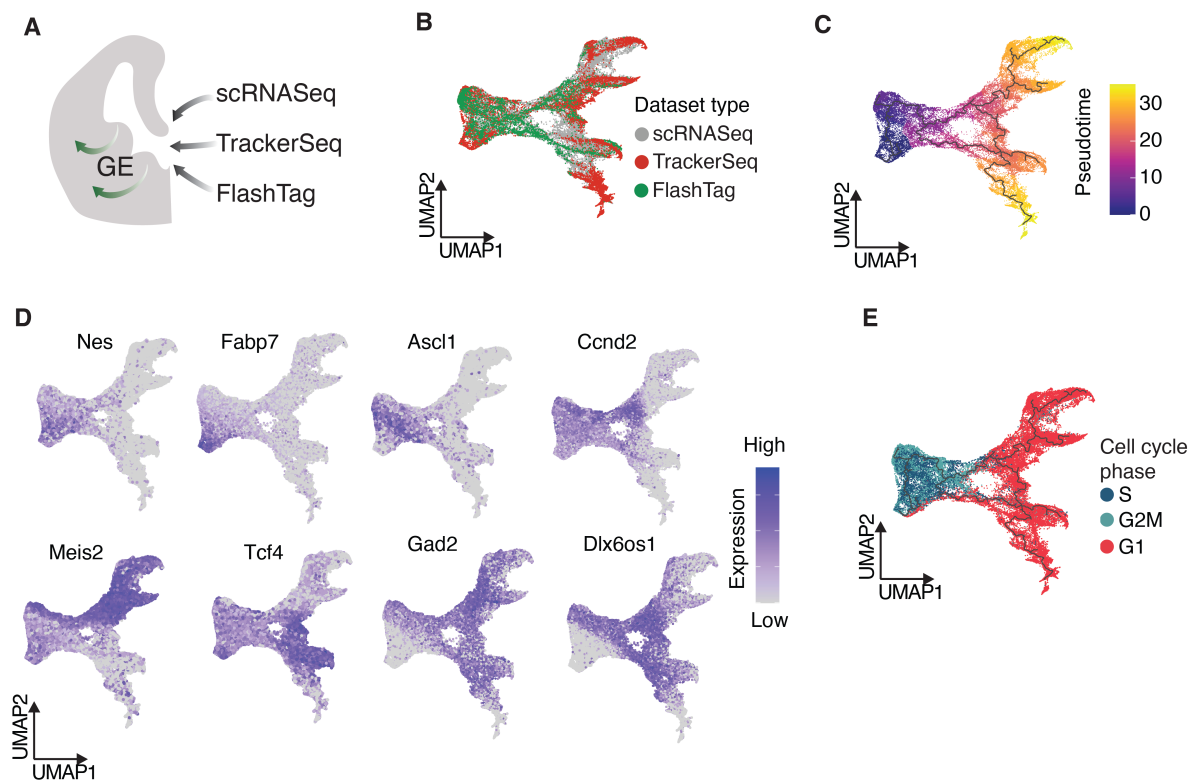 A
scRNASeq
TrackerSeq
GE
FlashTag
B
Dataset type
scRNASeq
TrackerSeq
FlashTag
UMAP2
UMAP1
C
Pseudotime
30
20
10
0
UMAP2
UMAP1
D
Nes
Fabp7
Ascl1
Ccnd2
Meis2
Tcf4
Gad2
Dlx6os1
High
Expression
Low
UMAP2
UMAP1
E
Cell cycle
phase
S
G2M
G1
UMAP2
UMAP1